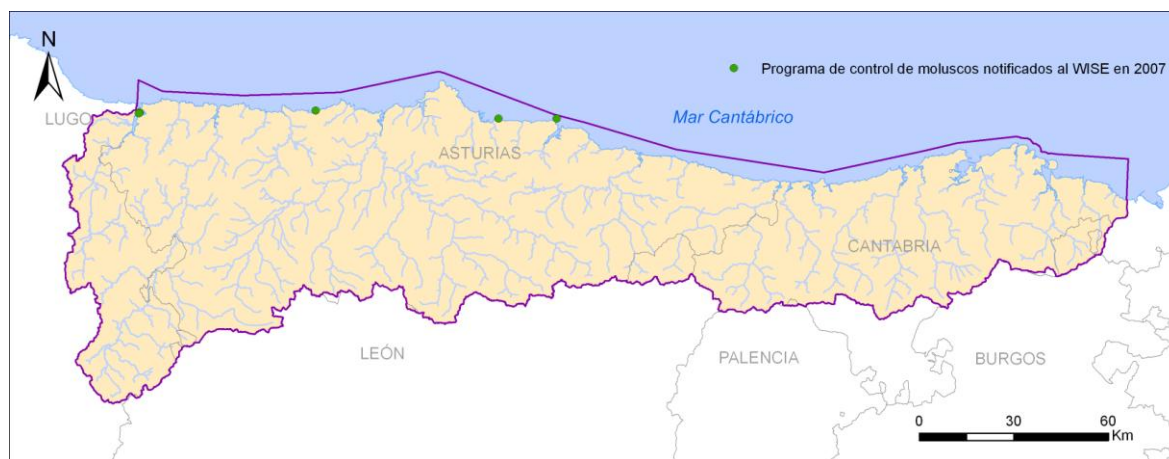 N
Programa de control de moluscos notificados al WISE en 2007
LUGO
Mar Cantábrico
ASTURIAS
CANTABRIA
LEÓN
PALENCIA
BURGOS
0 30 60
Km